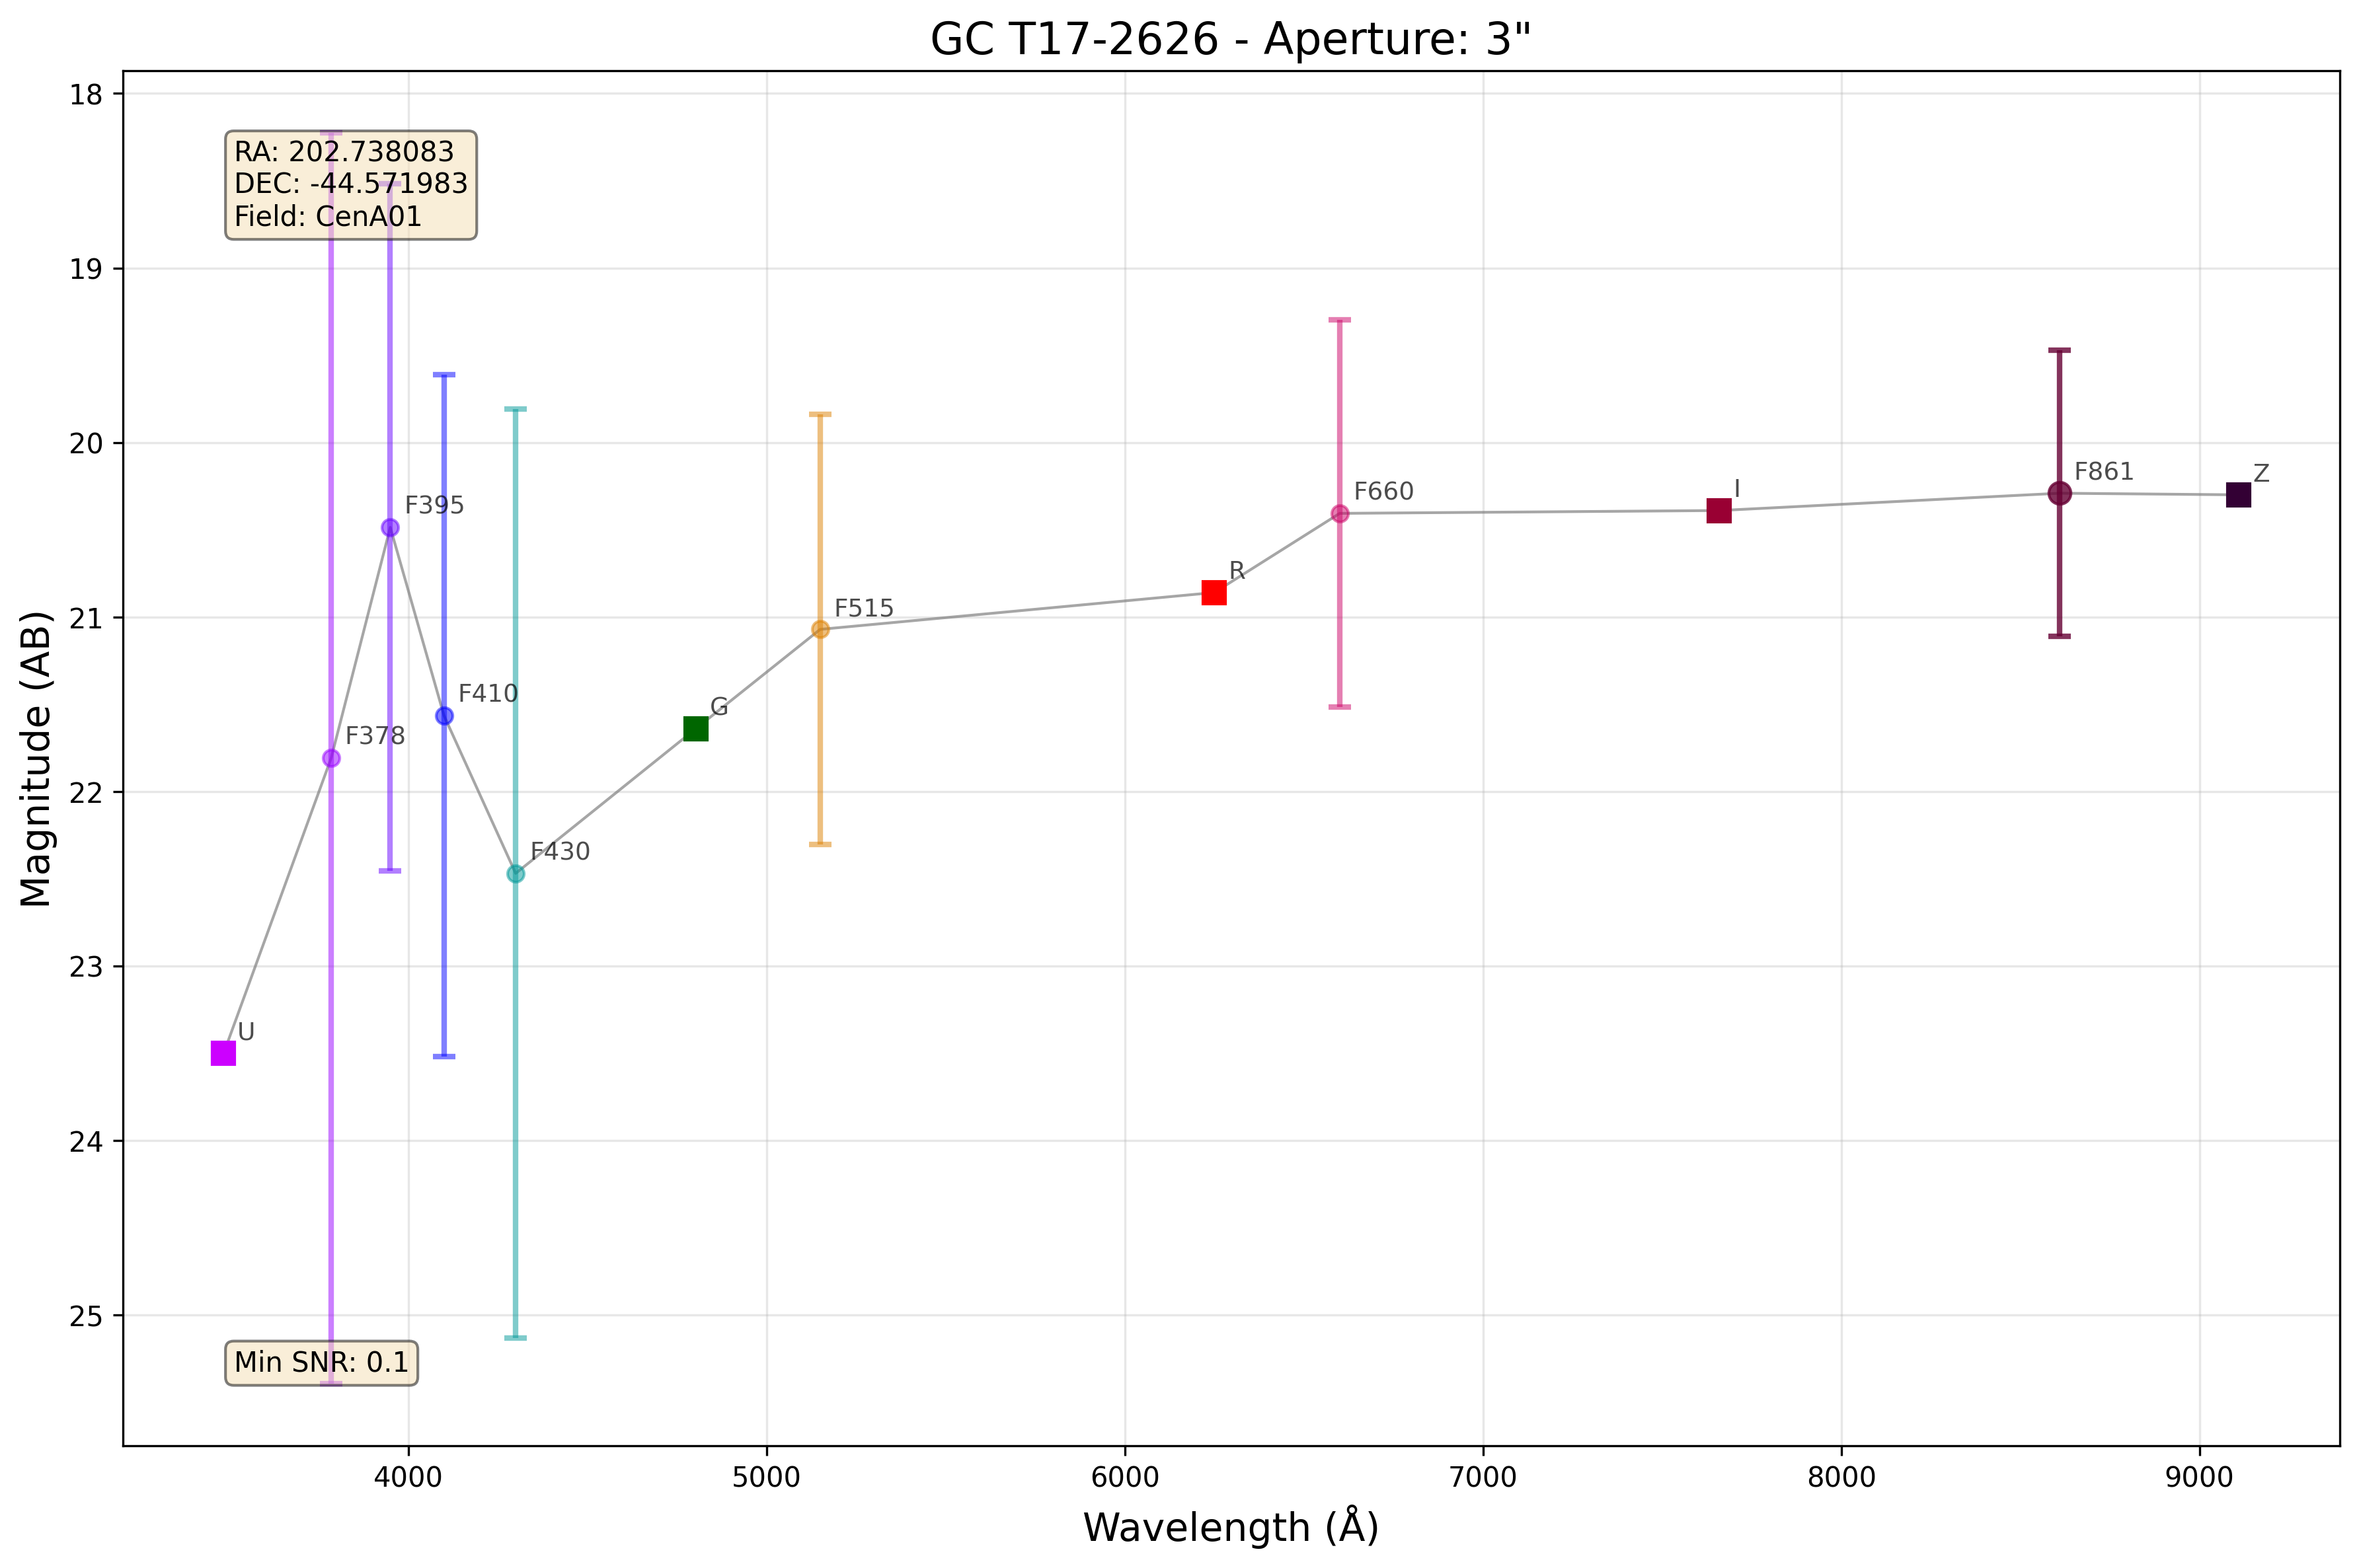 GC T17-2626 - Aperture: 3"
18
RA: 202.738083
DEC: -44.571983
Field: CenA01
19
20
21
22
23
24
25
Magnitude (AB)
F395
F660
I
F861
Z
R
F515
F410
G
F378
F430
U
Min SNR: 0.1
4000
5000
6000
7000
8000
9000
Wavelength (Å)